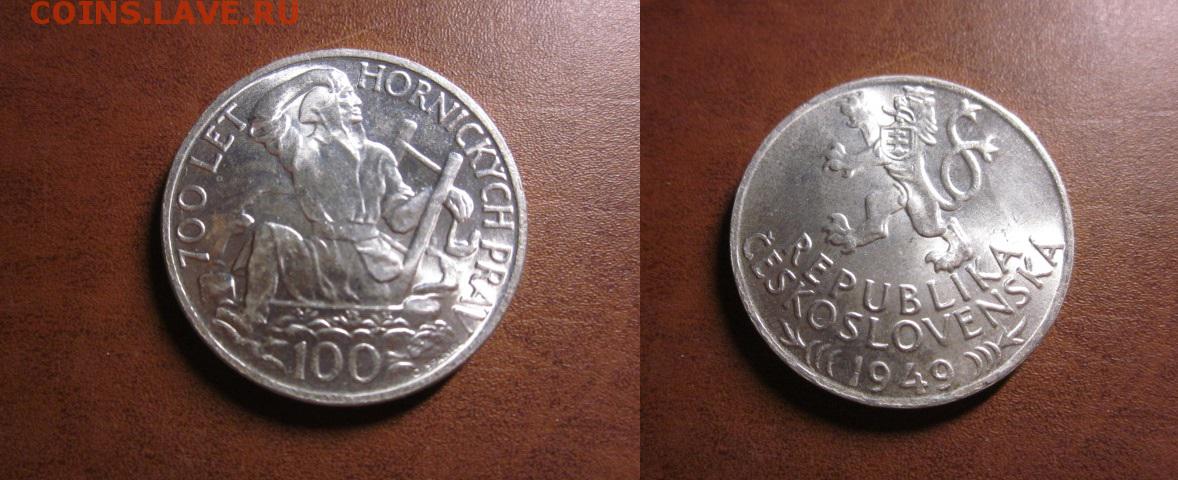 COINS.LAVE.RU
700 LET HORNICKÝCH PRÁV
100
REPUBLIKA
ČESKOSLOVENSKÁ
1949